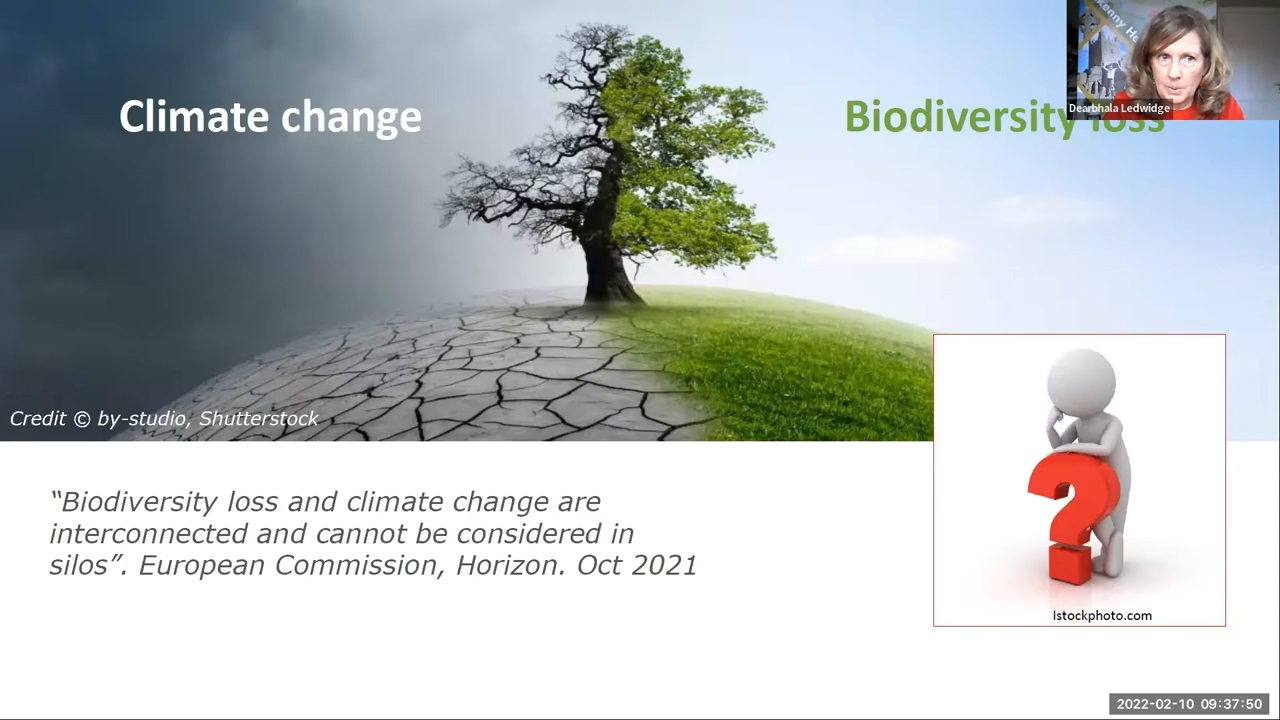 Climate change
Biodiversity loss
Dearbhala Ledwidge
Credit © by-studio, Shutterstock
“Biodiversity loss and climate change are
interconnected and cannot be considered in
silos”. European Commission, Horizon. Oct 2021
Istockphoto.com
2022-02-10 09:37:50